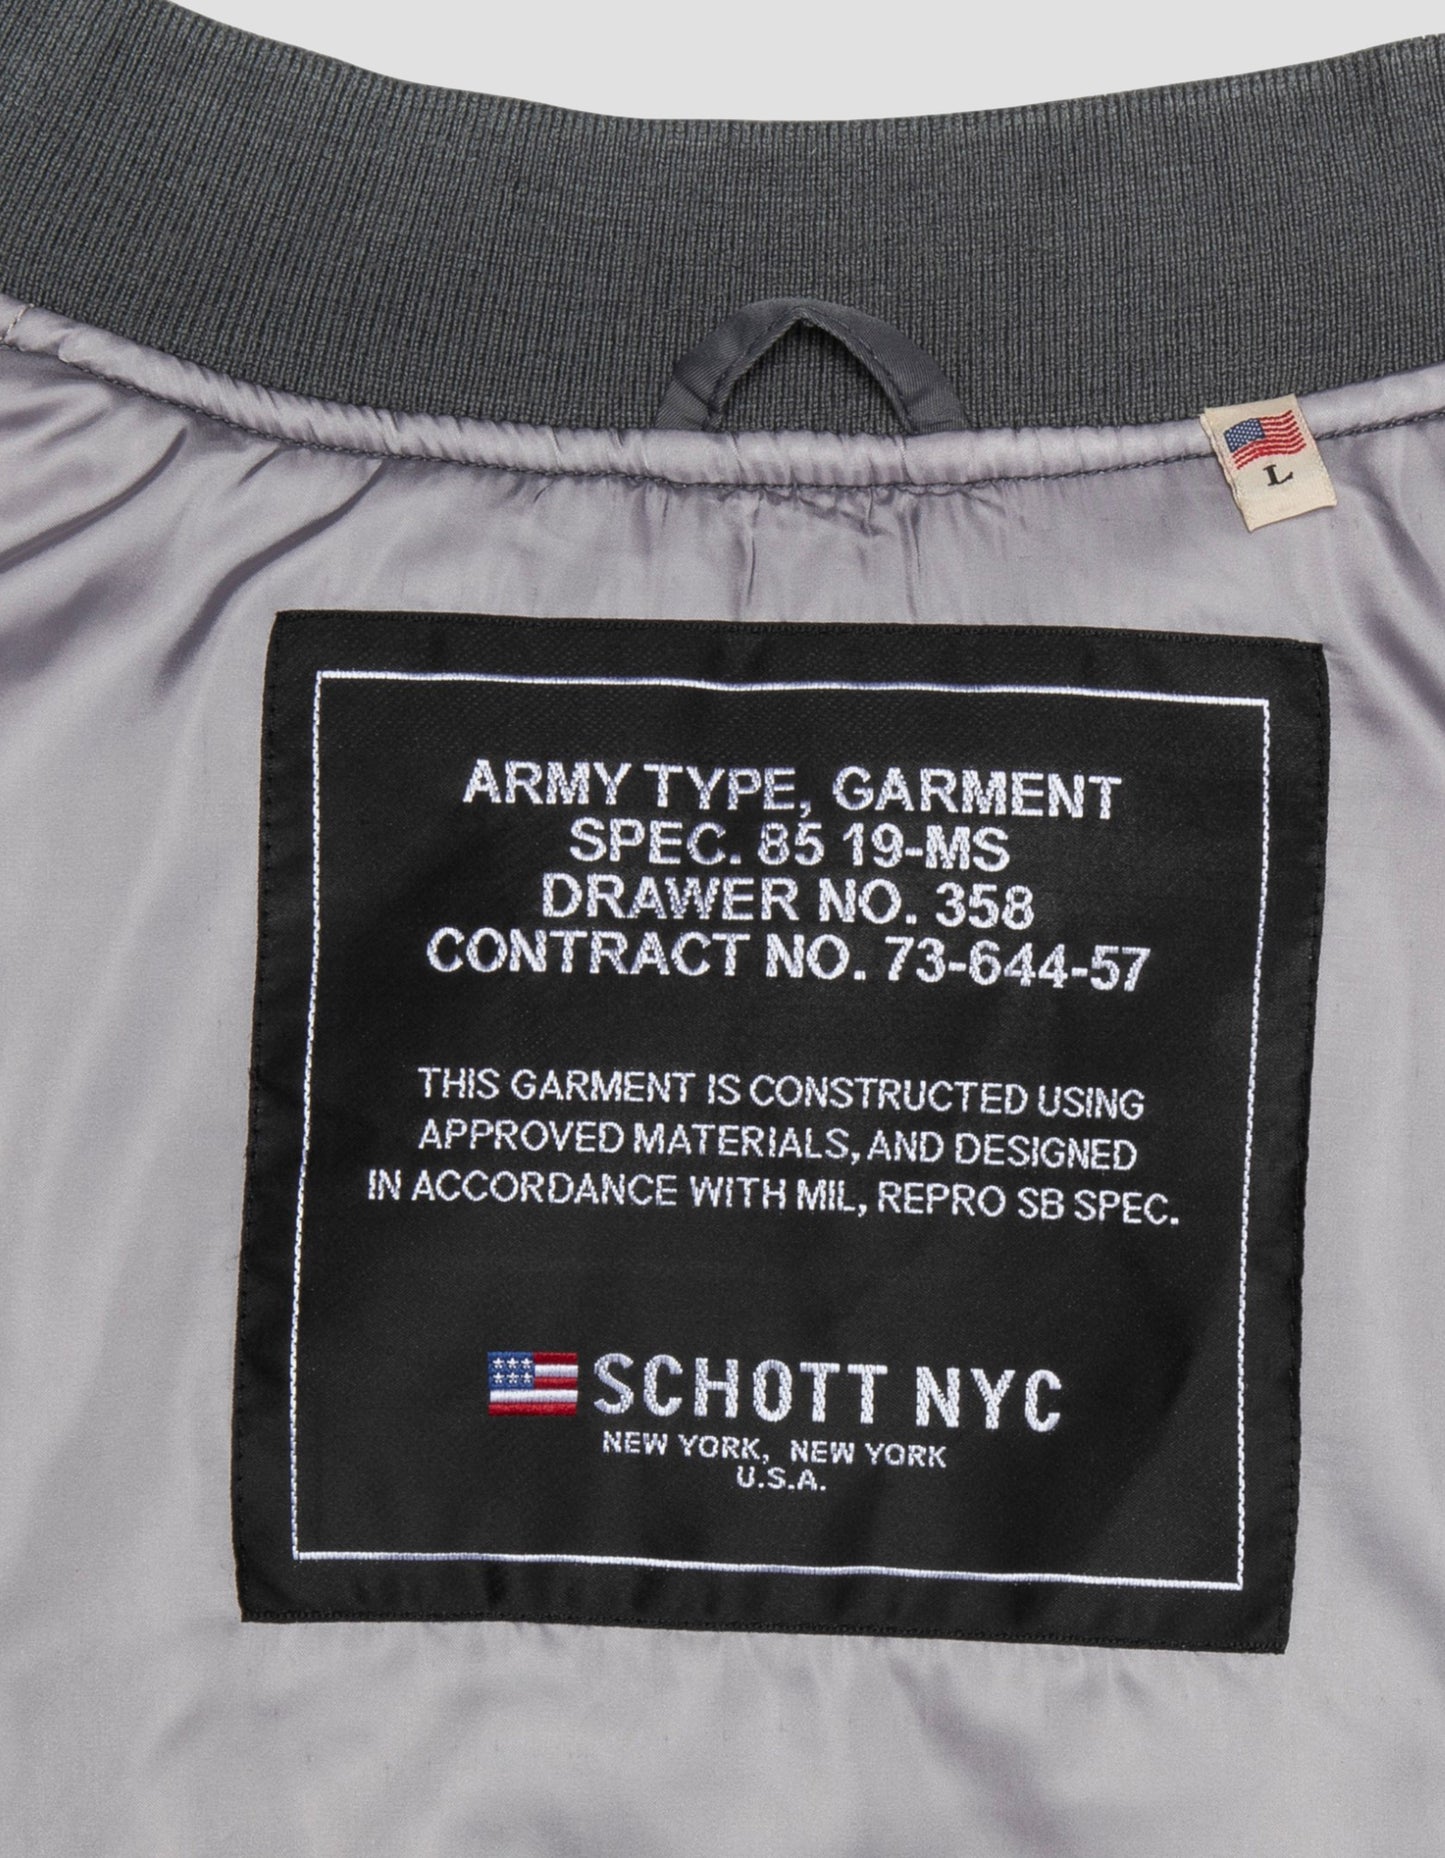 L
ARMY TYPE, GARMENT
SPEC. 85 19-MS
DRAWER NO. 358
CONTRACT NO. 73-644-57
THIS GARMENT IS CONSTRUCTED USING
APPROVED MATERIALS, AND DESIGNED
IN ACCORDANCE WITH MIL, REPRO SB SPEC.
SCHOTT NYC
NEW YORK, NEW YORK
U.S.A.